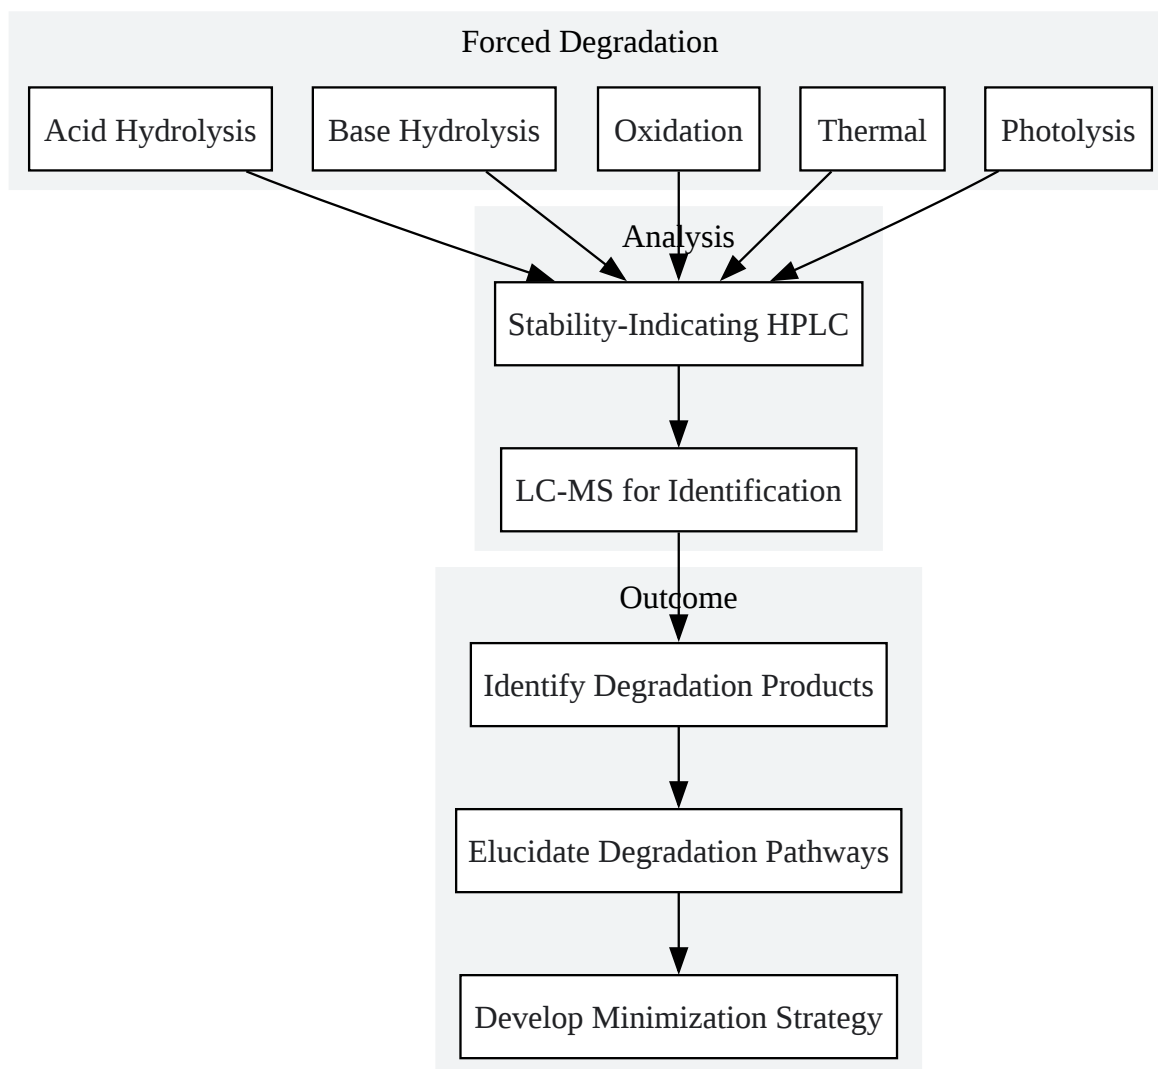 Forced Degradation
Acid Hydrolysis
Base Hydrolysis
Oxidation
Thermal
Photolysis
Analysis
Stability-Indicating HPLC
LC-MS for Identification
Outcome
Identify Degradation Products
Elucidate Degradation Pathways
Develop Minimization Strategy